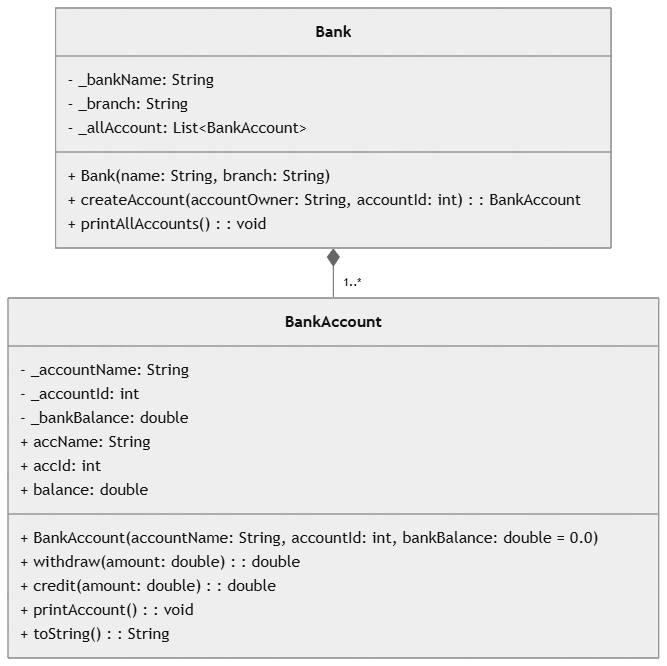 Bank
- _bankName: String
- _branch: String
- _allAccount: List<BankAccount>
+ Bank(name: String, branch: String)
+ createAccount(accountOwner: String, accountId: int) : : BankAccount
+ printAllAccounts() : : void
1..*
BankAccount
- _accountName: String
- _accountId: int
- _bankBalance: double
+ accName: String
+ accId: int
+ balance: double
+ BankAccount(accountName: String, accountId: int, bankBalance: double = 0.0)
+ withdraw(amount: double) : : double
+ credit(amount: double) : : double
+ printAccount() : : void
+ toString() : : String